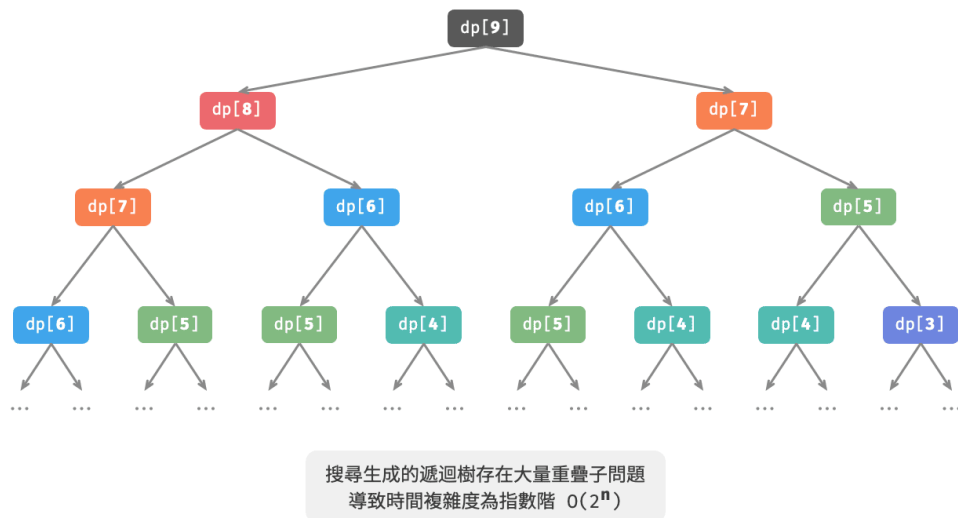 dp[9]
dp[8] dp[7]
dp[7] dp[6] dp[6] dp[5]
dp[6] dp[5] dp[5] dp[4] dp[5] dp[4] dp[4] dp[3]
... ... ... ... ... ... ... ... ... ... ... ... ... ... ... ...
搜尋生成的遞迴樹存在大量重疊子問題
導致時間複雜度為指數階 O(2ⁿ)